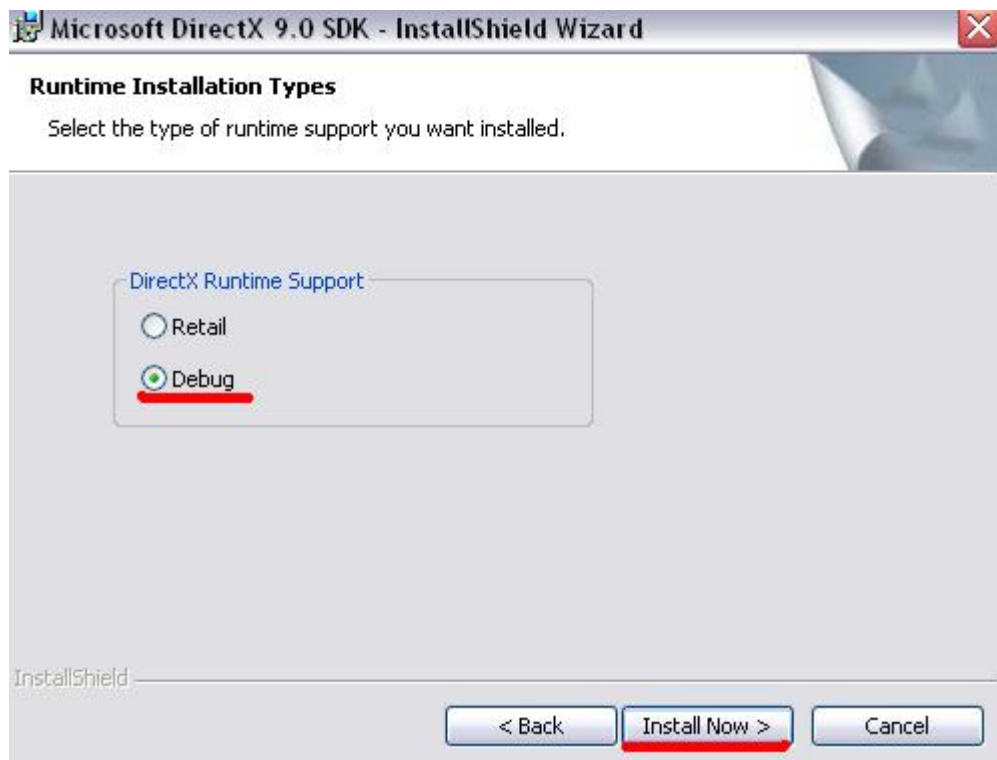 Microsoft DirectX 9.0 SDK - InstallShield Wizard
Runtime Installation Types
Select the type of runtime support you want installed.
DirectX Runtime Support
Retail
Debug
InstallShield
< Back
Install Now >
Cancel